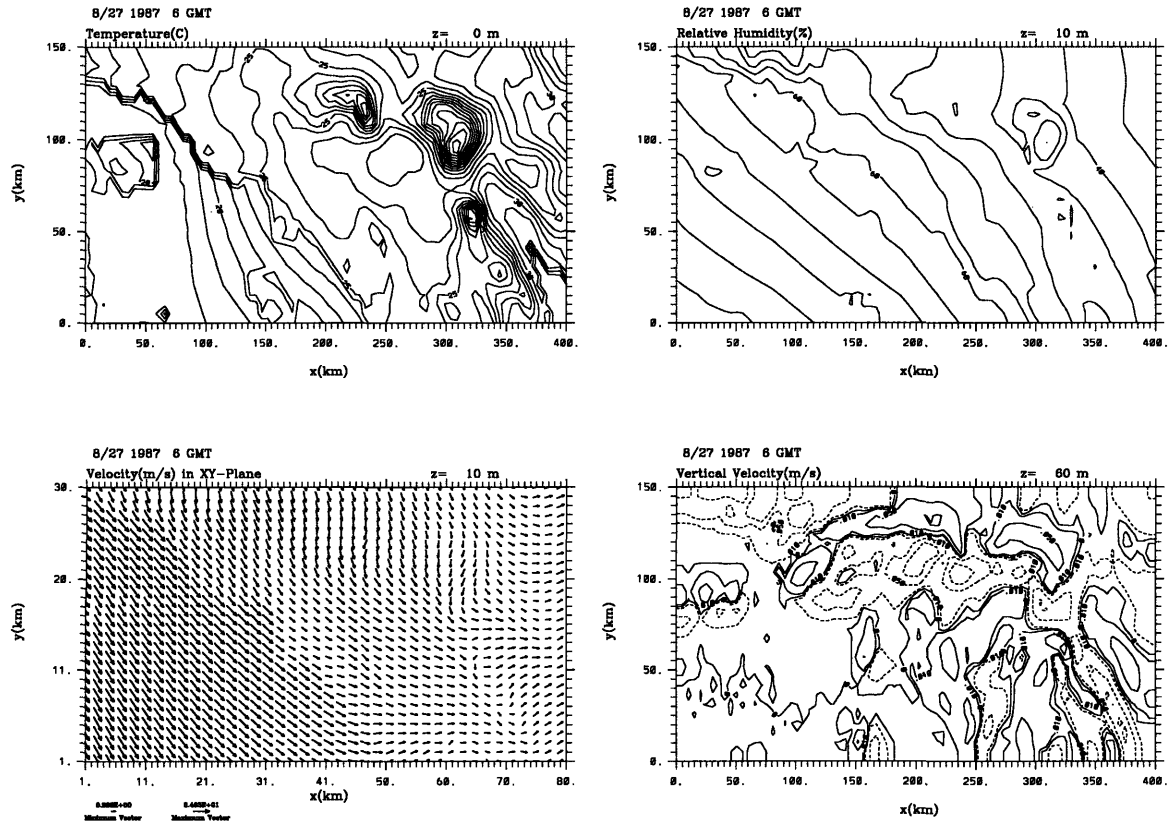 8/27 1987 6 GMT
Temperature(C) z= 0 m
150.
100.
50.
0.
y(km)
0. 50. 100. 150. 200. 250. 300. 350. 400.
x(km)
8/27 1987 6 GMT
Relative Humidity(%) z= 10 m
150.
100.
50.
0.
y(km)
0. 50. 100. 150. 200. 250. 300. 350. 400.
x(km)
8/27 1987 6 GMT
Velocity(m/s) in XY-Plane z= 10 m
30.
20.
11.
1.
y(km)
1. 11. 21. 31. 41. 50. 60. 70. 80.
x(km)
Minimum Vector Maximum Vector
8/27 1987 6 GMT
Vertical Velocity(m/s) z= 60 m
150.
100.
50.
0.
y(km)
0. 50. 100. 150. 200. 250. 300. 350. 400.
x(km)